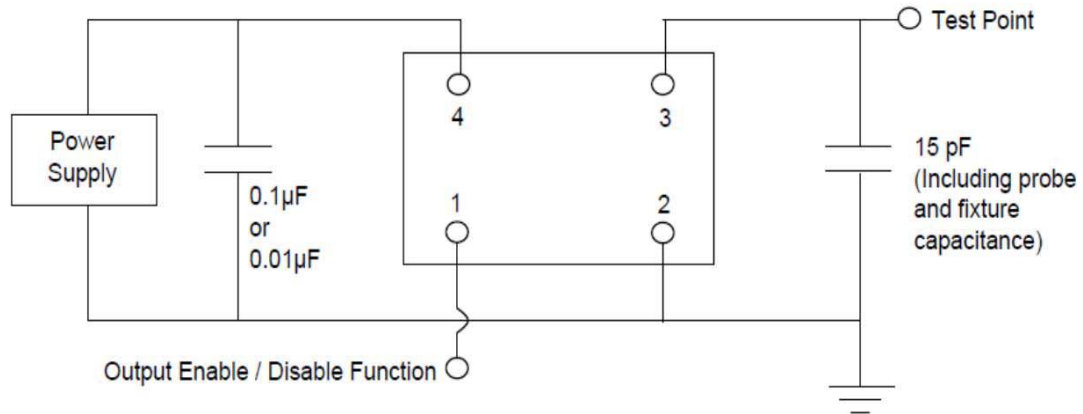 Test Point
4
3
Power
Supply
0.1µF
or
0.01µF
1
2
15 pF
(Including probe
and fixture
capacitance)
Output Enable / Disable Function